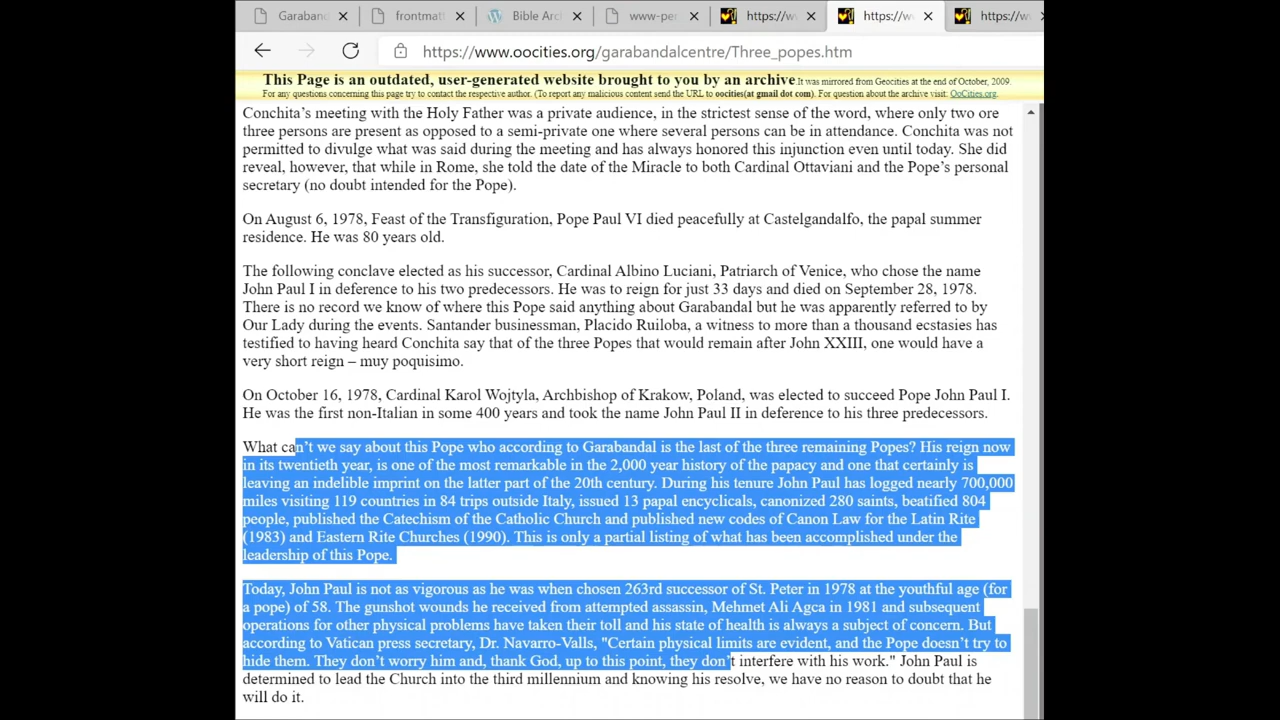 Garaband
frontmat
Bible Arc
www-per
https://w
https://w
https://w
https://www.oocities.org/garabandalcentre/Three_popes.htm
This Page is an outdated, user-generated website brought to you by an archive. It was mirrored from Geocities at the end of October, 2009.
For any questions concerning this page try to contact the respective author. (To report any malicious content send the URL to oocities(at gmail dot com). For question about the archive visit: OoCities.org.
Conchita’s meeting with the Holy Father was a private audience, in the strictest sense of the word, where only two ore
three persons are present as opposed to a semi-private one where several persons can be in attendance. Conchita was not
permitted to divulge what was said during the meeting and has always honored this injunction even until today. She did
reveal, however, that while in Rome, she told the date of the Miracle to both Cardinal Ottaviani and the Pope’s personal
secretary (no doubt intended for the Pope).
On August 6, 1978, Feast of the Transfiguration, Pope Paul VI died peacefully at Castelgandalfo, the papal summer
residence. He was 80 years old.
The following conclave elected as his successor, Cardinal Albino Luciani, Patriarch of Venice, who chose the name
John Paul I in deference to his two predecessors. He was to reign for just 33 days and died on September 28, 1978.
There is no record we know of where this Pope said anything about Garabandal but he was apparently referred to by
Our Lady during the events. Santander businessman, Placido Ruiloba, a witness to more than a thousand ecstasies has
testified to having heard Conchita say that of the three Popes that would remain after John XXIII, one would have a
very short reign – muy poquisimo.
On October 16, 1978, Cardinal Karol Wojtyla, Archbishop of Krakow, Poland, was elected to succeed Pope John Paul I.
He was the first non-Italian in some 400 years and took the name John Paul II in deference to his three predecessors.
What can’t we say about this Pope who according to Garabandal is the last of the three remaining Popes? His reign now
in its twentieth year, is one of the most remarkable in the 2,000 year history of the papacy and one that certainly is
leaving an indelible imprint on the latter part of the 20th century. During his tenure John Paul has logged nearly 700,000
miles visiting 119 countries in 84 trips outside Italy, issued 13 papal encyclicals, canonized 280 saints, beatified 804
people, published the Catechism of the Catholic Church and published new codes of Canon Law for the Latin Rite
(1983) and Eastern Rite Churches (1990). This is only a partial listing of what has been accomplished under the
leadership of this Pope.
Today, John Paul is not as vigorous as he was when chosen 263rd successor of St. Peter in 1978 at the youthful age (for
a pope) of 58. The gunshot wounds he received from attempted assassin, Mehmet Ali Agca in 1981 and subsequent
operations for other physical problems have taken their toll and his state of health is always a subject of concern. But
according to Vatican press secretary, Dr. Navarro-Valls, "Certain physical limits are evident, and the Pope doesn’t try to
hide them. They don’t worry him and, thank God, up to this point, they don’t interfere with his work." John Paul is
determined to lead the Church into the third millennium and knowing his resolve, we have no reason to doubt that he
will do it.